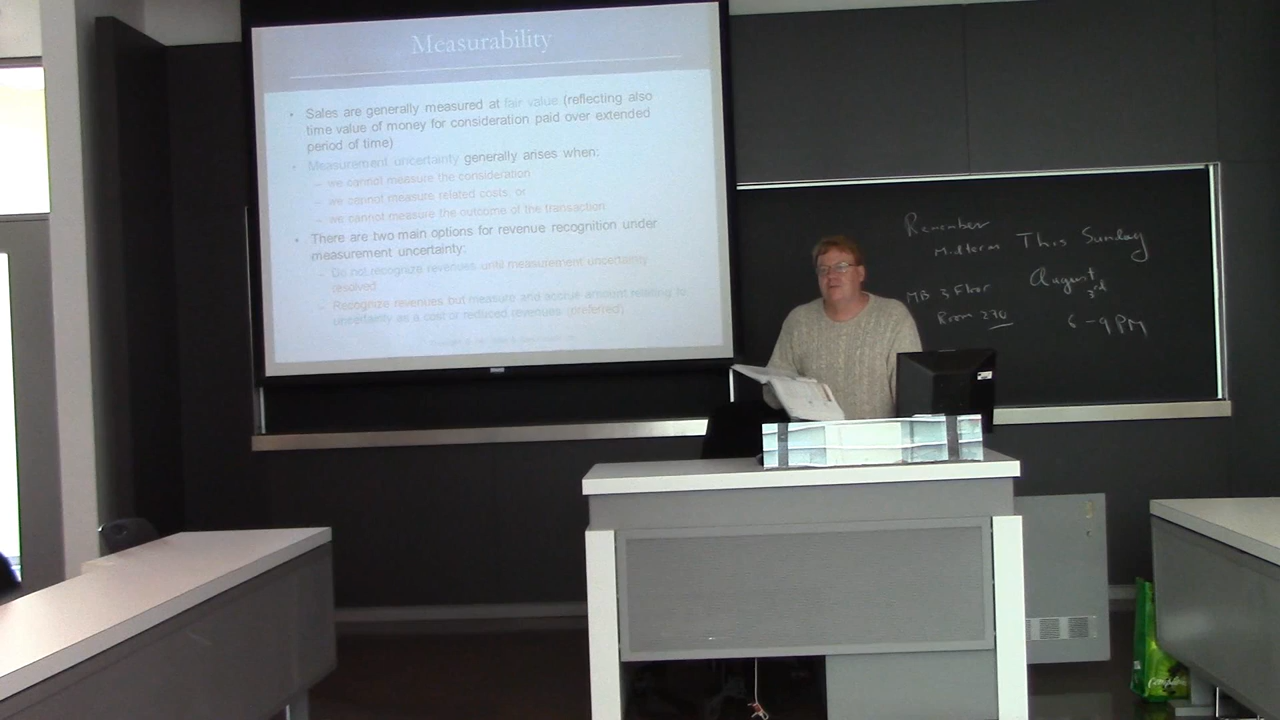 Measurability
• Sales are generally measured at fair value (reflecting also
time value of money for consideration paid over extended
period of time)
• Measurement uncertainty generally arises when:
– we cannot measure the consideration
– we cannot measure related costs, or
– we cannot measure the outcome of the transaction
• There are two main options for revenue recognition under
measurement uncertainty:
– Do not recognize revenues until measurement uncertainty
resolved
– Recognize revenues but measure and accrue amount relating to
uncertainty as a cost or reduced revenues (preferred)
Remember
Midterm This Sunday
August
3rd
MB 3 Floor
Room 270
6-9 PM